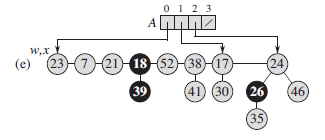 0 1 2 3
A
w,x
(e) 23 7 21 18 52 38 17 24
39 41 30 26 46
35